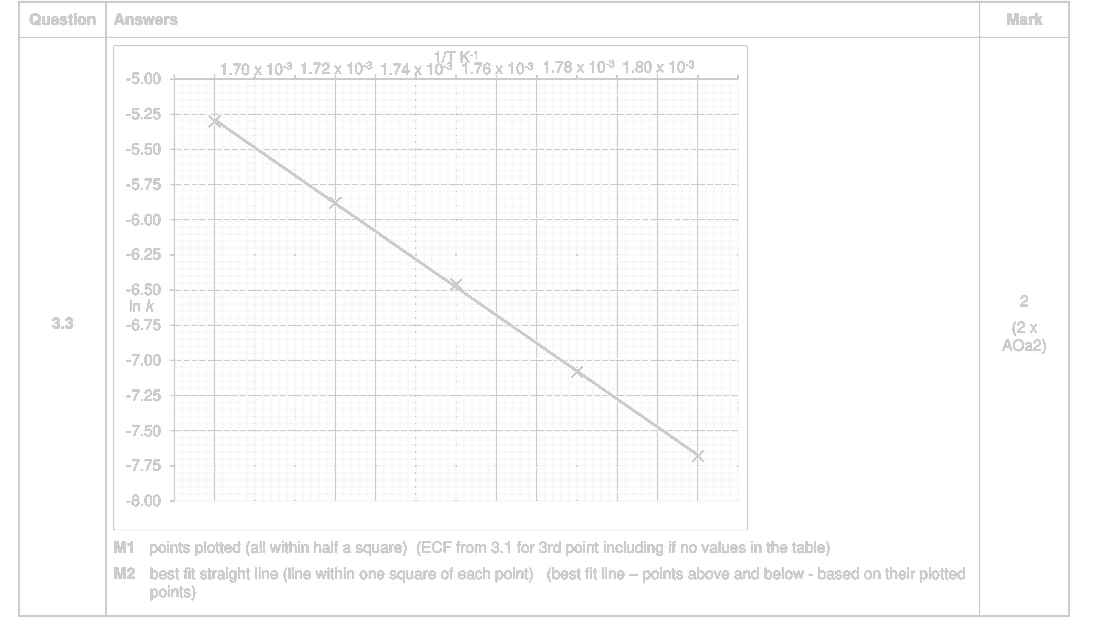 Question Answers Mark
1/T K-1
1.70 x 10-3 1.72 x 10-3 1.74 x 10-3 1.76 x 10-3 1.78 x 10-3 1.80 x 10-3
-5.00
-5.25
-5.50
-5.75
-6.00
-6.25
-6.50
ln k
-6.75
-7.00
-7.25
-7.50
-7.75
-8.00
3.3
2
(2 x
AOa2)
M1 points plotted (all within half a square) (ECF from 3.1 for 3rd point including if no values in the table)
M2 best fit straight line (line within one square of each point) (best fit line – points above and below - based on their plotted
points)